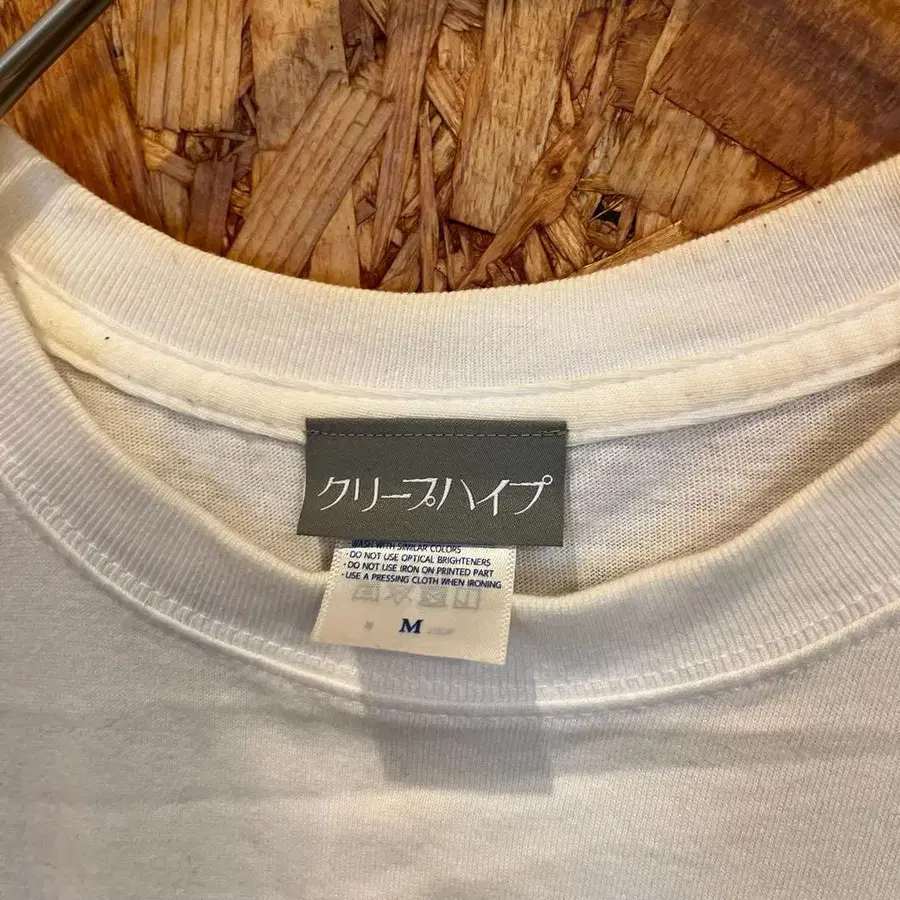 クリープハイプ
WASH WITH SIMILAR COLORS
・DO NOT USE OPTICAL BRIGHTENERS
・DO NOT USE IRON ON PRINTED PART
・USE A PRESSING CLOTH WHEN IRONING
M